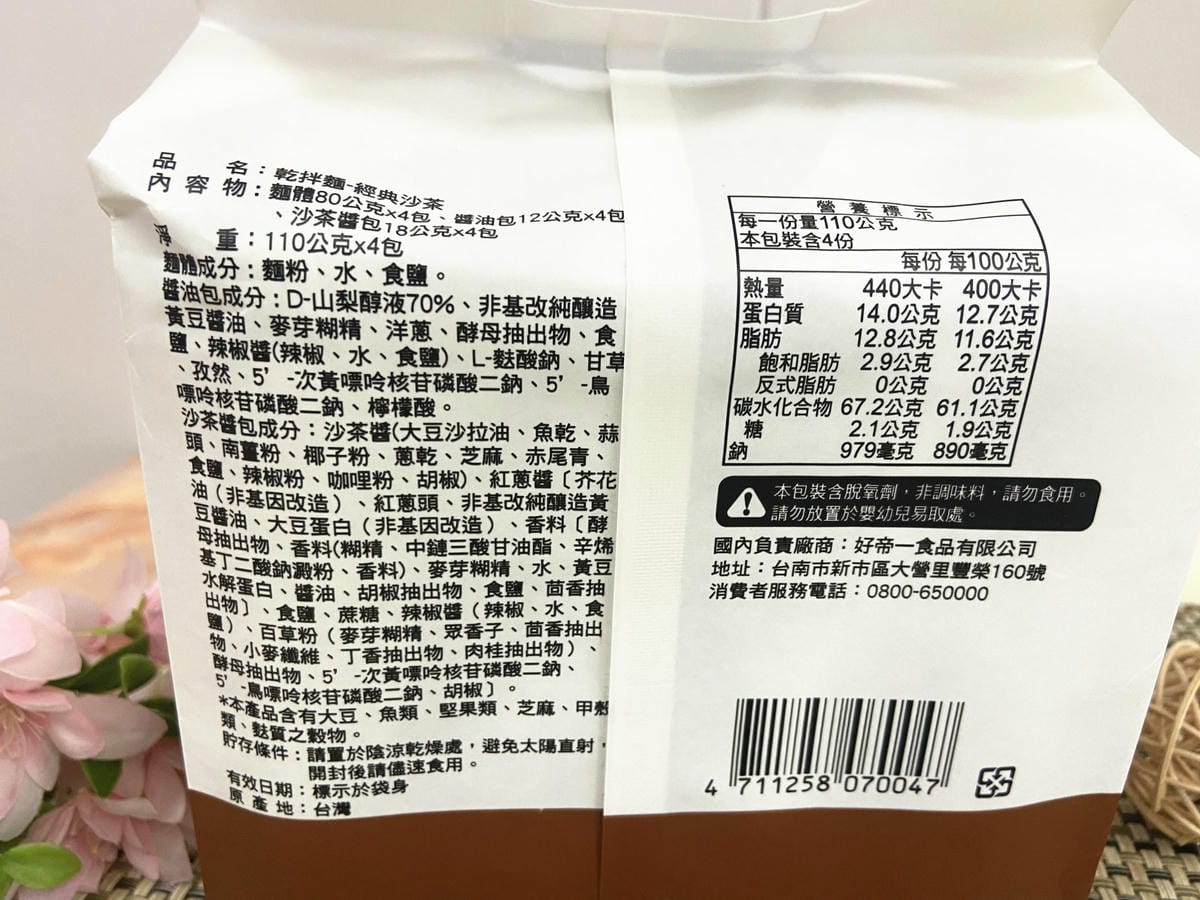 品 名：乾拌麵-經典沙茶
內容物：麵體80公克x4包、醬油包12公克x4包
、沙茶醬包18公克x4包
淨 重：110公克x4包
麵體成分：麵粉、水、食鹽。
醬油包成分：D-山梨醇液70%、非基改純釀造
黃豆醬油、麥芽糊精、洋蔥、酵母抽出物、食
鹽、辣椒醬(辣椒、水、食鹽)、L-麩酸鈉、甘草
、孜然、5’-次黃嘌呤核苷磷酸二鈉、5’-鳥
嘌呤核苷磷酸二鈉、檸檬酸。
沙茶醬包成分：沙茶醬(大豆沙拉油、魚乾、蒜
頭、南薑粉、椰子粉、蔥乾、芝麻、赤尾青、
食鹽、辣椒粉、咖哩粉、胡椒)、紅蔥醬〔芥花
油（非基因改造）、紅蔥頭、非基改純釀造黃
豆醬油、大豆蛋白（非基因改造）、香料〔酵
母抽出物、香料(糊精、中鏈三酸甘油酯、辛烯
基丁二酸鈉澱粉、香料)、麥芽糊精、水、黃豆
水解蛋白、醬油、胡椒抽出物、食鹽、茴香抽
出物〕、食鹽、蔗糖、辣椒醬（辣椒、水、食
鹽）、百草粉（麥芽糊精、眾香子、茴香抽出
物、小麥纖維、丁香抽出物、肉桂抽出物）、
酵母抽出物、5’-次黃嘌呤核苷磷酸二鈉、
5’-鳥嘌呤核苷磷酸二鈉、胡椒〕。
*本產品含有大豆、魚類、堅果類、芝麻、甲殼
類、麩質之穀物。
貯存條件：請置於陰涼乾燥處，避免太陽直射，
開封後請儘速食用。
有效日期：標示於袋身
原產地：台灣
營養標示
每一份量110公克
本包裝含4份
每份 每100公克
熱量 440大卡 400大卡
蛋白質 14.0公克 12.7公克
脂肪 12.8公克 11.6公克
飽和脂肪 2.9公克 2.7公克
反式脂肪 0公克 0公克
碳水化合物 67.2公克 61.1公克
糖 2.1公克 1.9公克
鈉 979毫克 890毫克
本包裝含脫氧劑，非調味料，請勿食用。
請勿放置於嬰幼兒易取處。
國內負責廠商：好帝一食品有限公司
地址：台南市新市區大營里豐榮160號
消費者服務電話：0800-650000
4 711258 070047